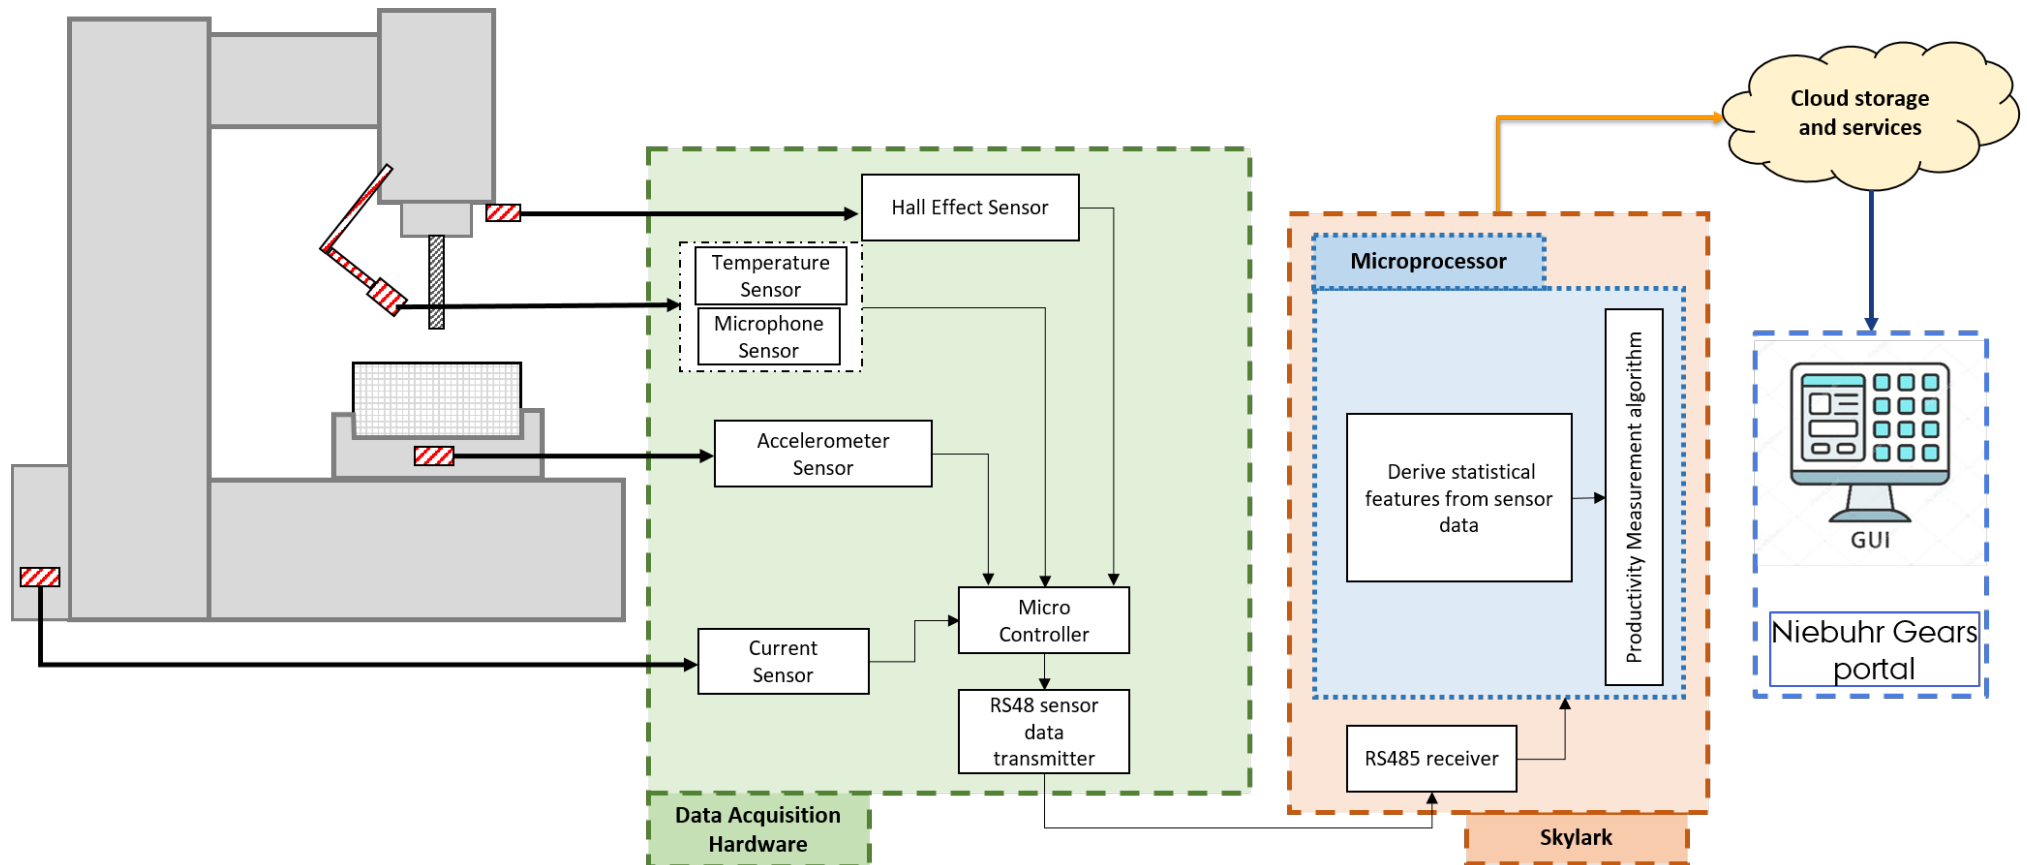 Hall Effect Sensor
Temperature
Sensor
Microphone
Sensor
Accelerometer
Sensor
Current
Sensor
Micro
Controller
RS48 sensor
data
transmitter
Data Acquisition
Hardware
Microprocessor
Derive statistical
features from sensor
data
Productivity Measurement algorithm
RS485 receiver
Skylark
Cloud storage
and services
GUI
Niebuhr Gears
portal